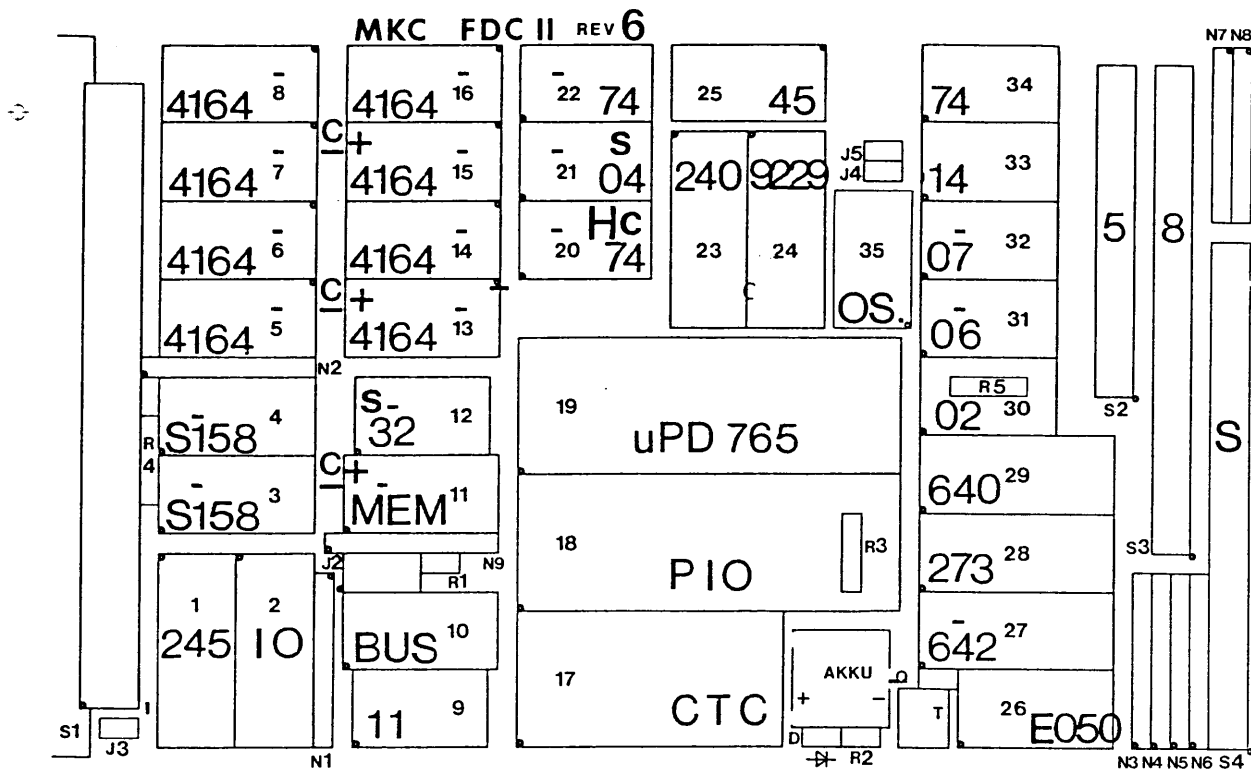 MKC FDC II REV 6
N7 N8
4164 8
4164 16
22 74
25 45
74 34
C
4164 7
4164 15
21 S 04
240 23
9229 24
J5
J4
14 33
5
8
4164 6
4164 14
20 HC 74
35 OS.
07 32
C
4164 5
4164 13
06 31
N2
R5
02 30
S2
S158 4
S 32 12
19 uPD 765
S
R 4
C
S158 3
MEM 11
640 29
J2
R1
N9
18 PIO
R3
273 28
S3
1 245
2 IO
BUS 10
642 27
17 CTC
AKKU
+ −
T
11 9
26 E050
S1
1
J3
N1
D
R2
N3 N4 N5 N6 S4